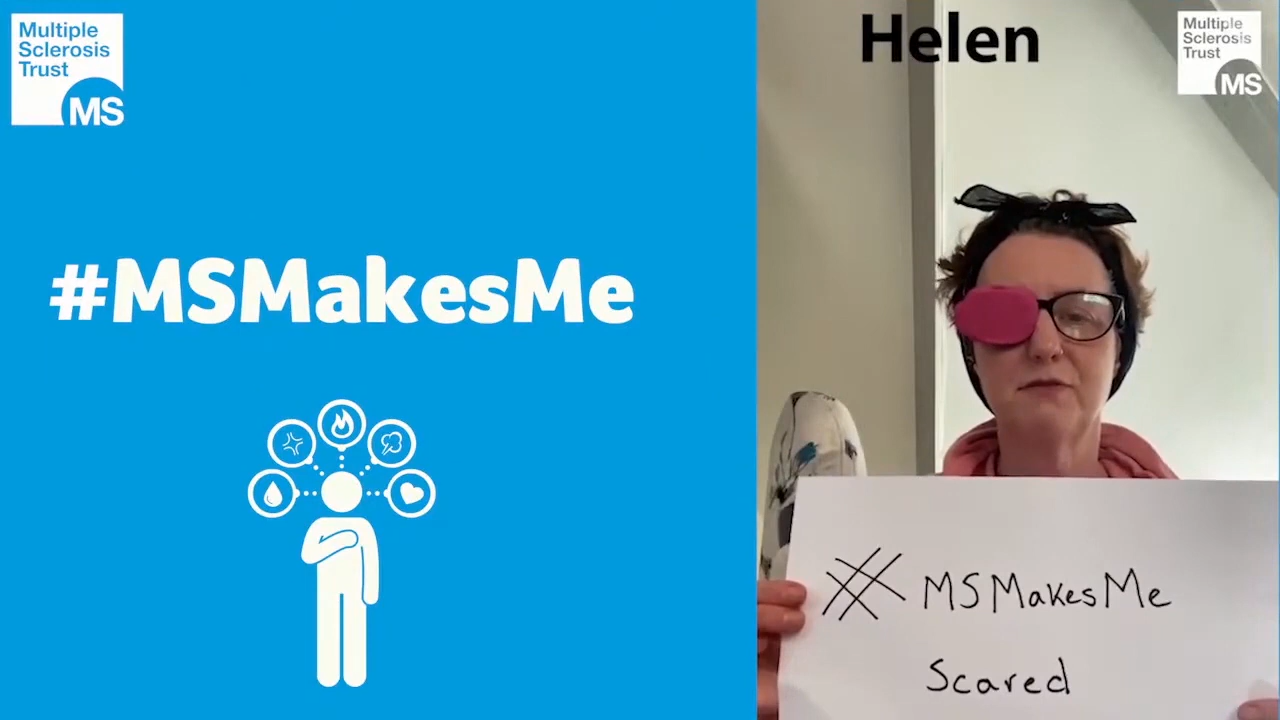 Multiple
Sclerosis
Trust
MS
#MSMakesMe
Helen
Multiple
Sclerosis
Trust
MS
#MSMakesMe
Scared